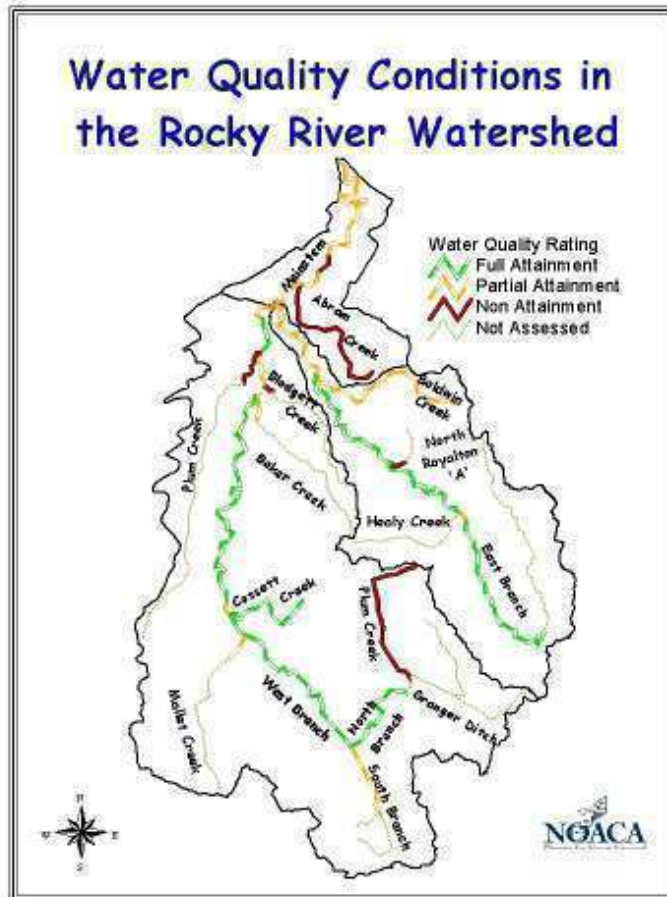 Water Quality Conditions in
the Rocky River Watershed
Water Quality Rating
Full Attainment
Partial Attainment
Non Attainment
Not Assessed
Mainstem
Abram
Creek
Baldwin
Creek
Blodgett
Creek
North
Royalton
'A'
Plum Creek
Baker Creek
Healy Creek
East Branch
Cossett
Creek
Plum Creek
West Branch
North
Branch
Granger Ditch
Mallet Creek
South Branch
N
W
E
S
NOACA